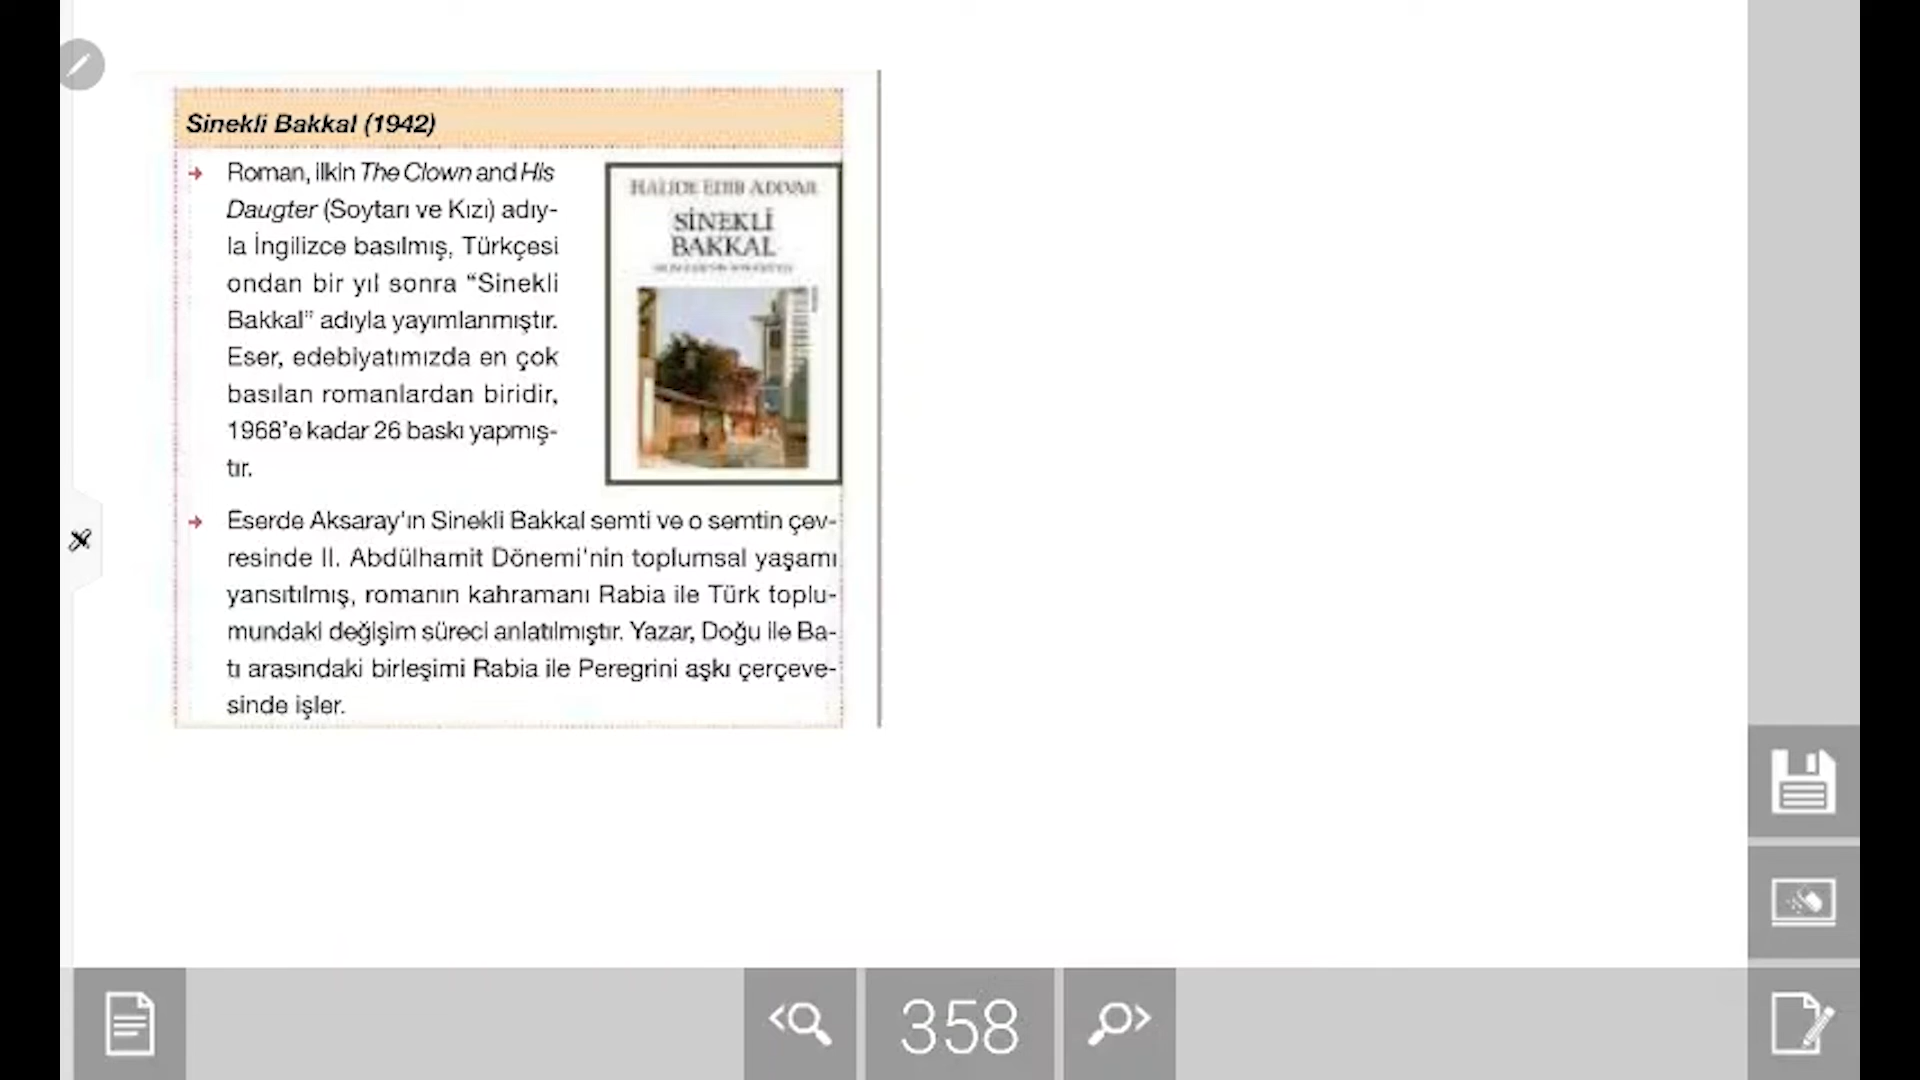 Sinekli Bakkal (1942)
Roman, ilkin The Clown and His
Daugter (Soytarı ve Kızı) adıy-
la İngilizce basılmış, Türkçesi
ondan bir yıl sonra “Sinekli
Bakkal” adıyla yayımlanmıştır.
Eser, edebiyatımızda en çok
basılan romanlardan biridir,
1968’e kadar 26 baskı yapmış-
tır.
HALİDE EDİB ADIVAR
SİNEKLİ
BAKKAL
Eserde Aksaray’ın Sinekli Bakkal semti ve o semtin çev-
resinde II. Abdülhamit Dönemi’nin toplumsal yaşamı
yansıtılmış, romanın kahramanı Rabia ile Türk toplu-
mundaki değişim süreci anlatılmıştır. Yazar, Doğu ile Ba-
tı arasındaki birleşimi Rabia ile Peregrini aşkı çerçeve-
sinde işler.
358